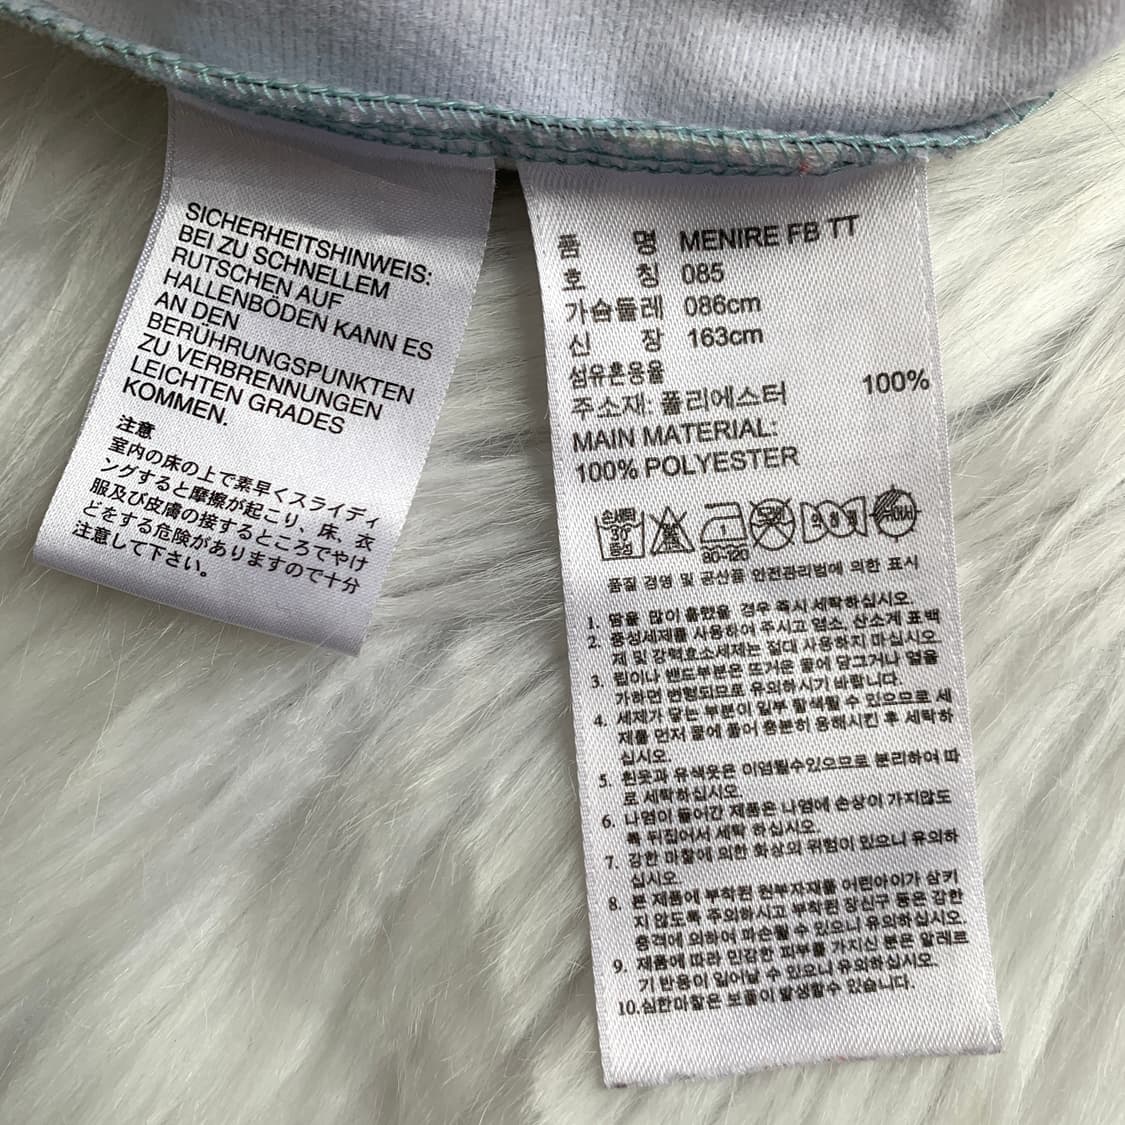 SICHERHEITSHINWEIS:
BEI ZU SCHNELLEM
RUTSCHEN AUF
HALLENBÖDEN KANN ES
AN DEN
BERÜHRUNGSPUNKTEN
ZU VERBRENNUNGEN
LEICHTEN GRADES
KOMMEN.
注意
室内の床の上で素早くスライディ
ングすると摩擦が起こり、床、衣
服及び皮膚の接するところでやけ
どをする危険がありますので十分
注意して下さい。
품 명 MENIRE FB TT
호 칭 085
가슴둘레 086cm
신 장 163cm
섬유혼용율
주소재: 폴리에스터 100%
MAIN MATERIAL:
100% POLYESTER
80-120
품질 경영 및 공산품 안전관리법에 의한 표시
1. 땀을 많이 흘렸을 경우 즉시 세탁하십시오.
2. 중성세제를 사용하여 주시고 염소, 산소계 표백
제 및 강력효소세제는 절대 사용하지 마십시오
3. 립이나 밴드부분은 뜨거운 물에 담그거나 열을
가하면 변형되므로 유의하시기 바랍니다.
4. 세제가 닿는 부분이 일부 탈색될 수 있으므로 세
제를 먼저 물에 풀어 충분히 용해시킨 후 세탁하
십시오.
5. 흰옷과 유색옷은 이염될수있으므로 분리하여 따
로 세탁하십시오
6. 나염이 들어간 제품은 나염에 손상이 가지않도
록 뒤집어서 세탁 하십시오.
7. 강한 마찰에 의한 화상의 위험이 있으니 유의하
십시오.
8. 본 제품에 부착된 원부자재를 어린아이가 삼키
지 않도록 주의하시고 부착된 장신구 등은 강한
충격에 의하여 파손될 수 있으니 유의하십시오.
9. 제품에 따라 민감한 피부를 가지신 분은 알레르
기 반응이 일어날 수 있으니 유의하십시오.
10.심한마찰은 보풀이 발생할수 있습니다.